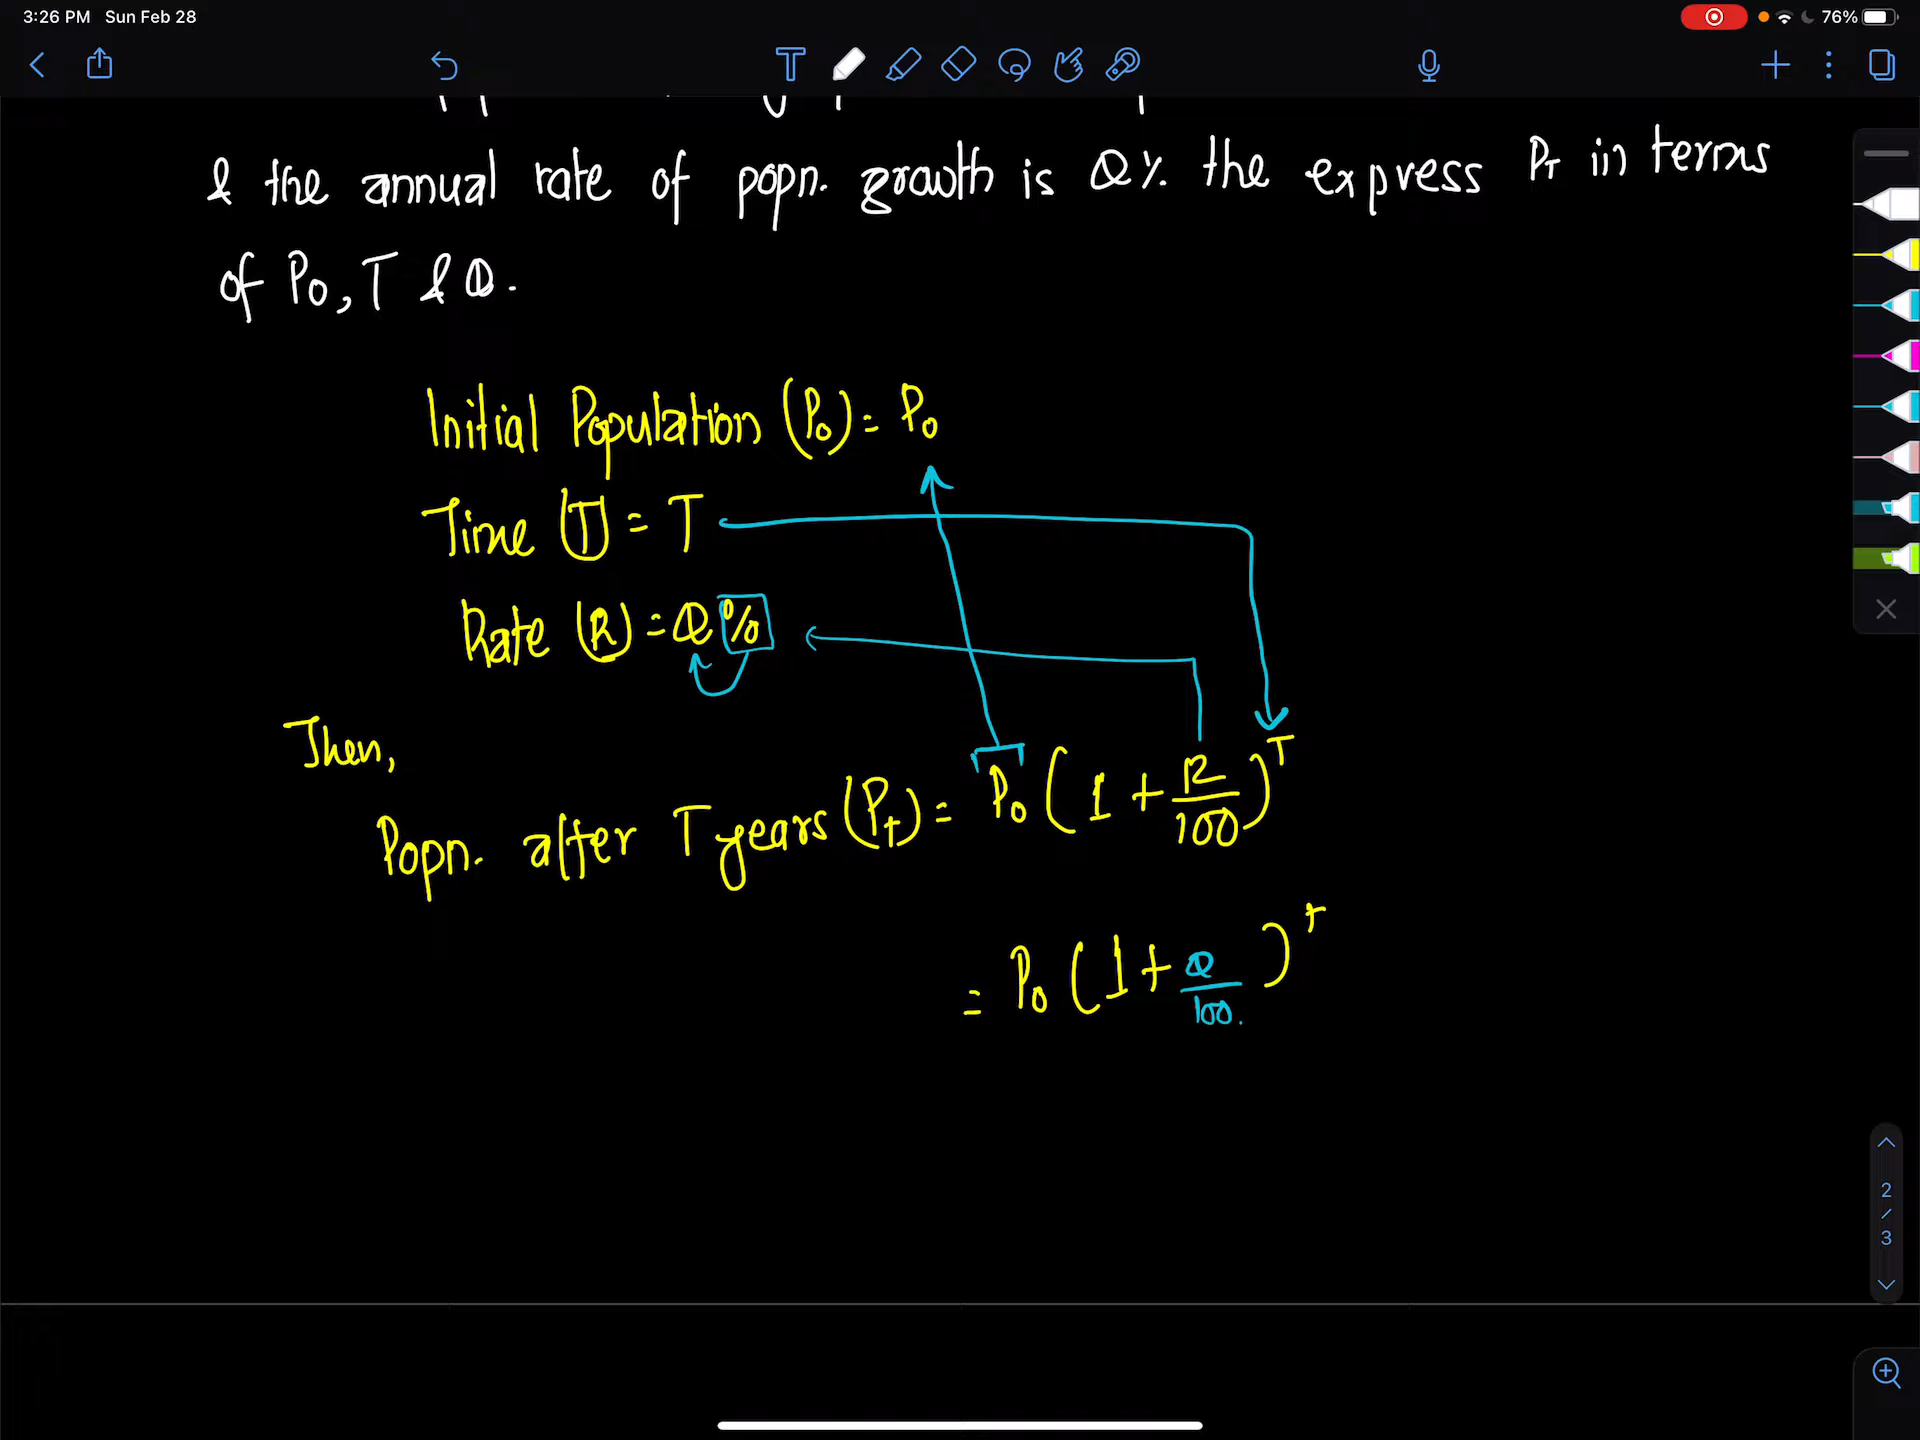 3:26 PM Sun Feb 28
76%
& the annual rate of popn. growth is Q% the express PT in terms
of P0, T & Q.
Initial Population (P0) = P0
Time (T) = T
Rate (R) = Q%
Then,
Popn. after T years (Pt) = P0 (1 + R/100)^T
= P0 (1 + Q/100.)^t
2
/
3